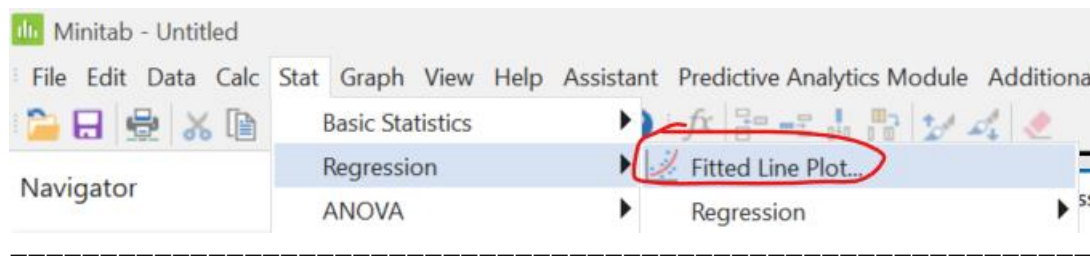 Minitab - Untitled
File Edit Data Calc Stat Graph View Help Assistant Predictive Analytics Module Additiona
Basic Statistics
fx
Regression
Fitted Line Plot...
Navigator
ANOVA
Regression